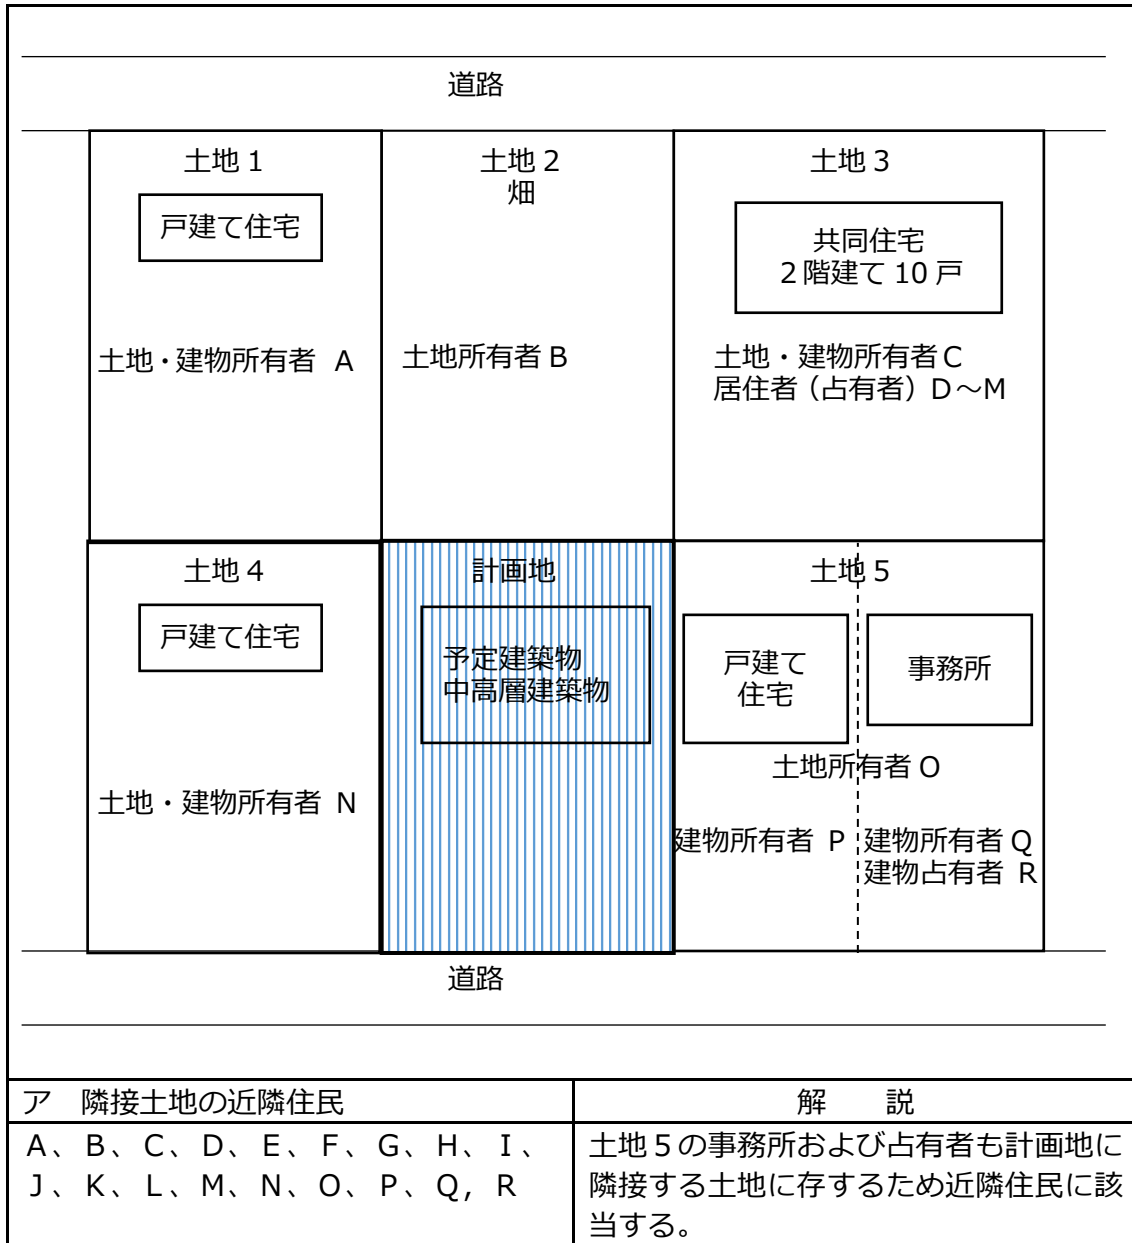 道路
土地1
戸建て住宅
土地・建物所有者 A
土地2
畑
土地所有者B
土地3
共同住宅
2階建て10戸
土地・建物所有者C
居住者(占有者)D~M
土地4
戸建て住宅
土地・建物所有者 N
計画地
予定建築物
中高層建築物
土地5
戸建て
住宅
事務所
土地所有者O
建物所有者 P
建物所有者Q
建物占有者 R
道路
ア 隣接土地の近隣住民
A、B、C、D、E、F、G、H、I、
J、K、L、M、N、O、P、Q, R
解 説
土地5の事務所および占有者も計画地に
隣接する土地に存するため近隣住民に該
当する。